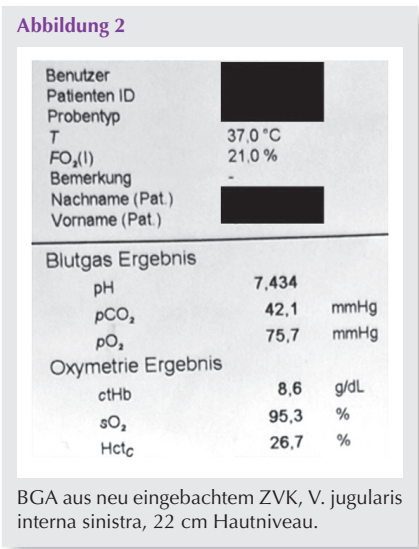 Abbildung 2
Benutzer
Patienten ID
Probentyp
T 37,0 °C
FO₂(I) 21,0 %
Bemerkung -
Nachname (Pat.)
Vorname (Pat.)
Blutgas Ergebnis
pH 7,434
pCO₂ 42,1 mmHg
pO₂ 75,7 mmHg
Oxymetrie Ergebnis
ctHb 8,6 g/dL
sO₂ 95,3 %
Hctc 26,7 %
BGA aus neu eingebachtem ZVK, V. jugularis
interna sinistra, 22 cm Hautniveau.